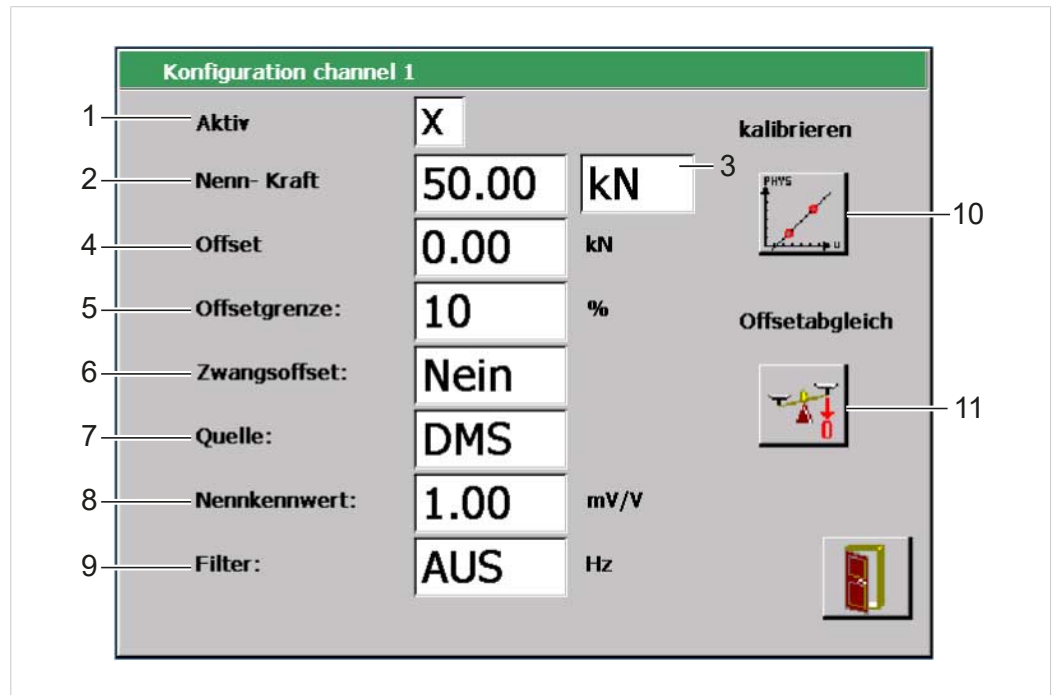 Konfiguration channel 1
1 Aktiv X kalibrieren
2 Nenn- Kraft 50.00 kN 3
PHYS
U
10
4 Offset 0.00 kN
5 Offsetgrenze: 10 % Offsetabgleich
6 Zwangsoffset: Nein
0
11
7 Quelle: DMS
8 Nennkennwert: 1.00 mV/V
9 Filter: AUS Hz